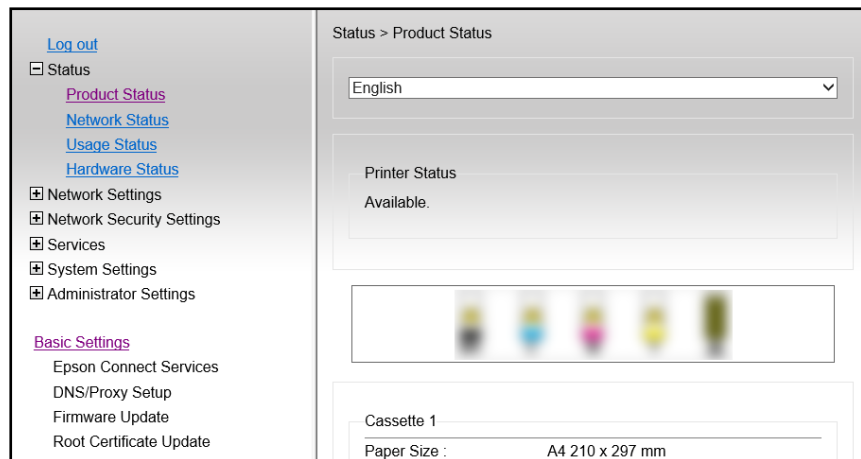 Log out
Status
Product Status
Network Status
Usage Status
Hardware Status
Network Settings
Network Security Settings
Services
System Settings
Administrator Settings
Basic Settings
Epson Connect Services
DNS/Proxy Setup
Firmware Update
Root Certificate Update
Status > Product Status
English
Printer Status
Available.
Cassette 1
Paper Size : A4 210 x 297 mm